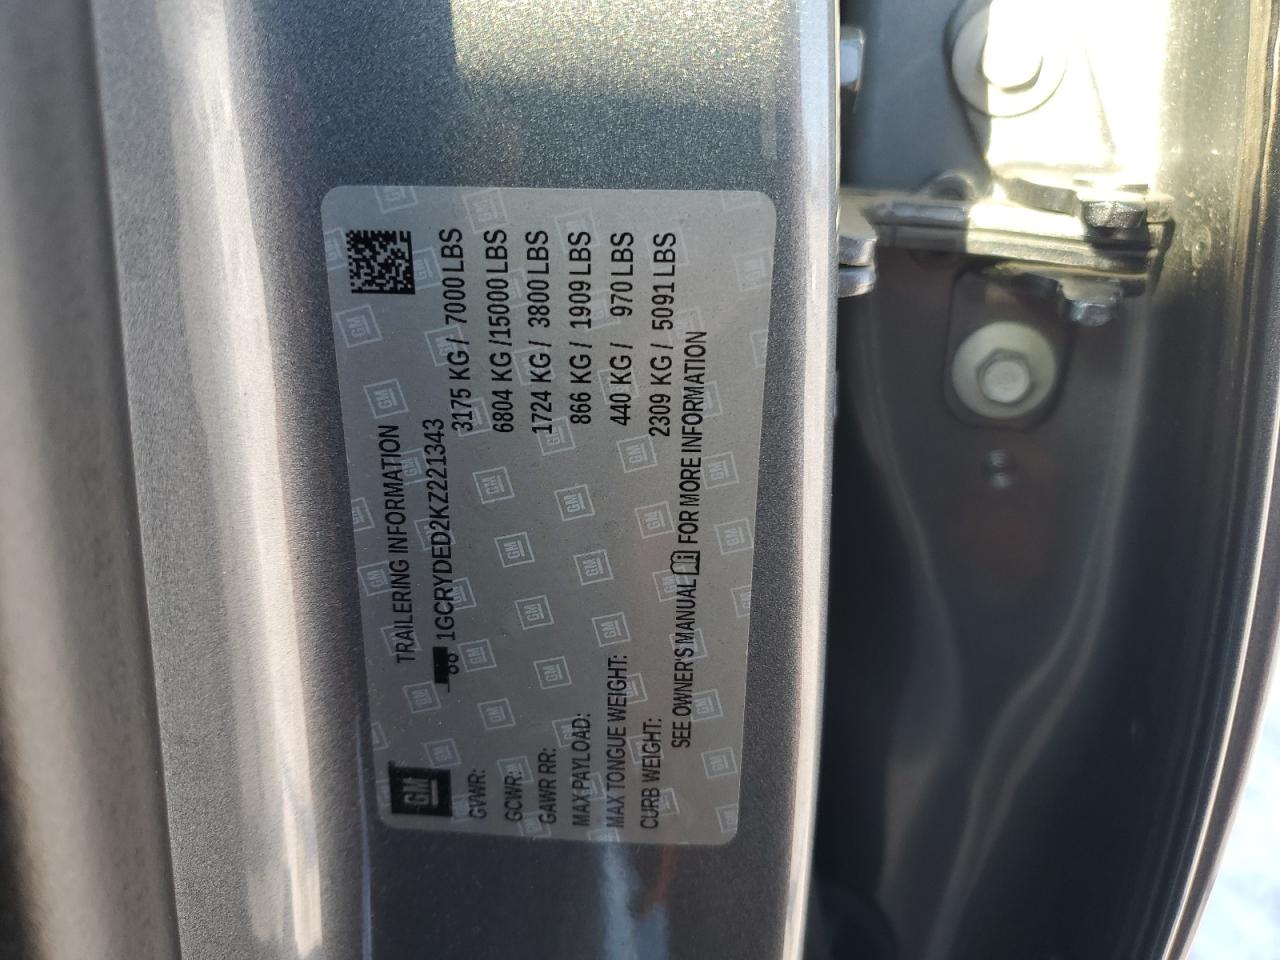 GM
TRAILERING INFORMATION
1GCRYDED2KZ221343
GVWR: 3175 KG / 7000 LBS
GCWR: 6804 KG /15000 LBS
GAWR RR: 1724 KG / 3800 LBS
MAX PAYLOAD: 866 KG / 1909 LBS
MAX TONGUE WEIGHT: 440 KG / 970 LBS
CURB WEIGHT: 2309 KG / 5091 LBS
SEE OWNER'S MANUAL FOR MORE INFORMATION